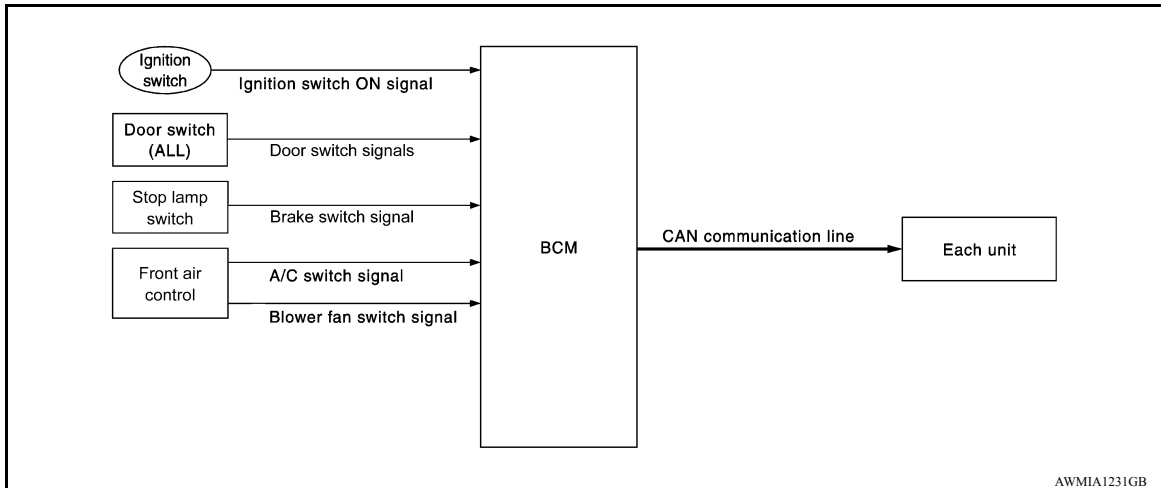 Ignition
switch
Ignition switch ON signal
Door switch
(ALL)
Door switch signals
Stop lamp
switch
Brake switch signal
Front air
control
A/C switch signal
Blower fan switch signal
BCM
CAN communication line
Each unit
AWMIA1231GB